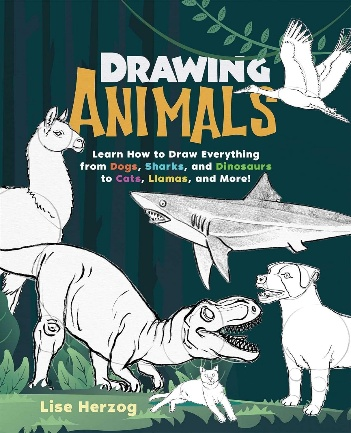 DRAWING
ANIMALS
Learn How to Draw Everything
from Dogs, Sharks, and Dinosaurs
to Cats, Llamas, and More!
Lise Herzog